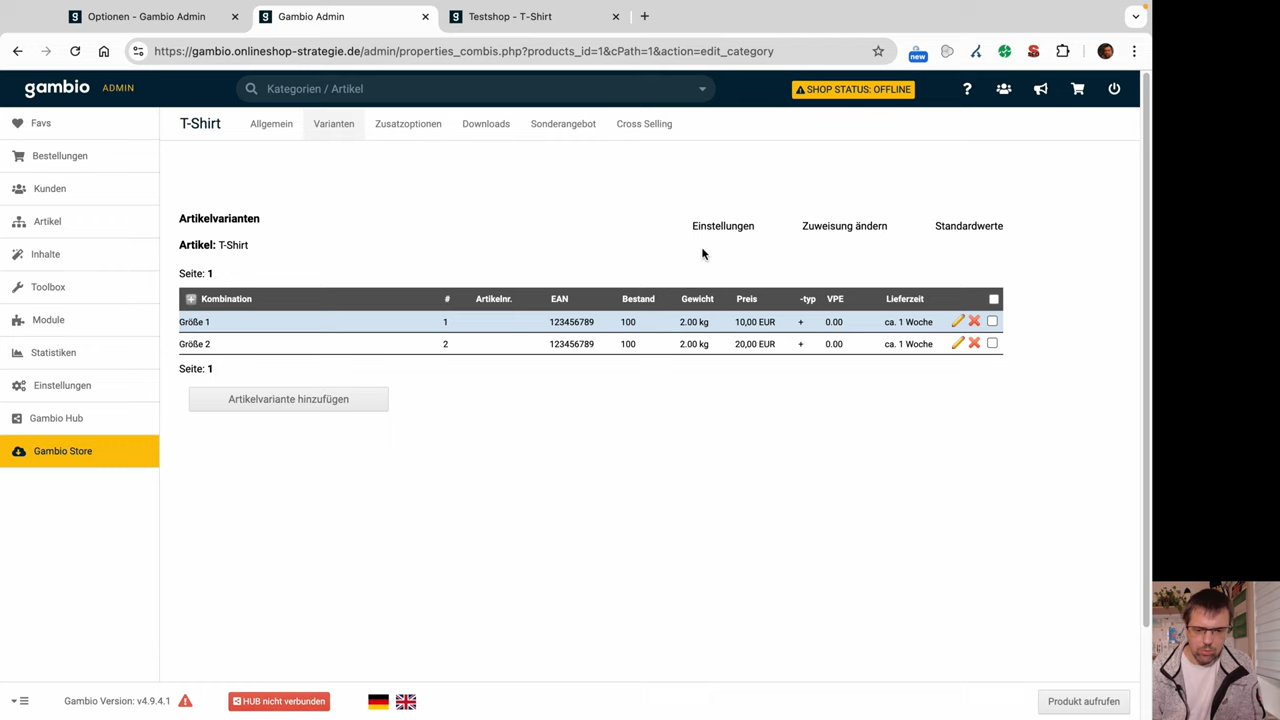 Optionen - Gambio Admin
Gambio Admin
Testshop - T-Shirt
https://gambio.onlineshop-strategie.de/admin/properties_combis.php?products_id=1&cPath=1&action=edit_category
new
gambio ADMIN
Kategorien / Artikel
SHOP STATUS: OFFLINE
Favs
Bestellungen
Kunden
Artikel
Inhalte
Toolbox
Module
Statistiken
Einstellungen
Gambio Hub
Gambio Store
T-Shirt Allgemein Varianten Zusatzoptionen Downloads Sonderangebot Cross Selling
Artikelvarianten
Einstellungen Zuweisung ändern Standardwerte
Artikel: T-Shirt
Seite: 1
Kombination # Artikelnr. EAN Bestand Gewicht Preis -typ VPE Lieferzeit
Größe 1 1 123456789 100 2.00 kg 10,00 EUR + 0.00 ca. 1 Woche
Größe 2 2 123456789 100 2.00 kg 20,00 EUR + 0.00 ca. 1 Woche
Seite: 1
Artikelvariante hinzufügen
Gambio Version: v4.9.4.1
HUB nicht verbunden
Produkt aufrufen